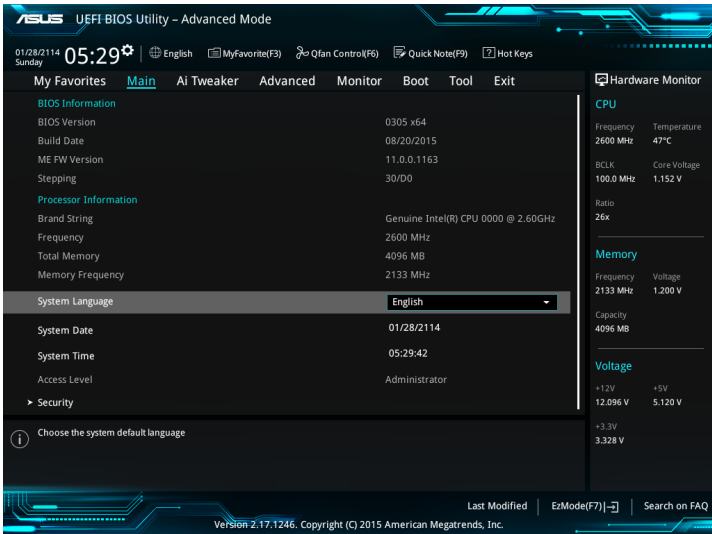 ASUS UEFI BIOS Utility – Advanced Mode
01/28/2114 Sunday 05:29 English MyFavorite(F3) Qfan Control(F6) Quick Note(F9) ? Hot Keys
My Favorites Main Ai Tweaker Advanced Monitor Boot Tool Exit
BIOS Information
BIOS Version 0305 x64
Build Date 08/20/2015
ME FW Version 11.0.0.1163
Stepping 30/D0
Processor Information
Brand String Genuine Intel(R) CPU 0000 @ 2.60GHz
Frequency 2600 MHz
Total Memory 4096 MB
Memory Frequency 2133 MHz
System Language English
System Date 01/28/2114
System Time 05:29:42
Access Level Administrator
> Security
i Choose the system default language
Hardware Monitor
CPU
Frequency Temperature
2600 MHz 47°C
BCLK Core Voltage
100.0 MHz 1.152 V
Ratio
26x
Memory
Frequency Voltage
2133 MHz 1.200 V
Capacity
4096 MB
Voltage
+12V +5V
12.096 V 5.120 V
+3.3V
3.328 V
Last Modified EzMode(F7) Search on FAQ
Version 2.17.1246. Copyright (C) 2015 American Megatrends, Inc.